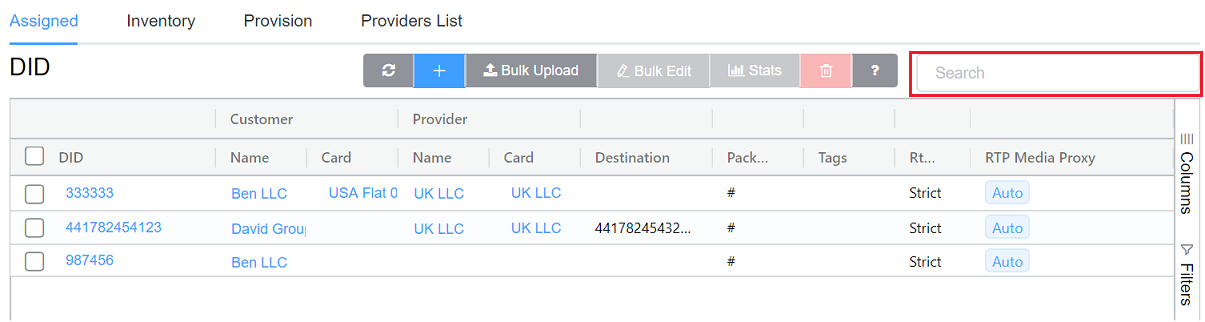 Assigned Inventory Provision Providers List
DID + Bulk Upload Bulk Edit Stats ? Search
Customer Provider
DID Name Card Name Card Destination Pack... Tags Rt... RTP Media Proxy
333333 Ben LLC USA Flat 0 UK LLC UK LLC # Strict Auto
441782454123 David Grou UK LLC UK LLC 44178245432... # Strict Auto
987456 Ben LLC # Strict Auto
Columns
Filters